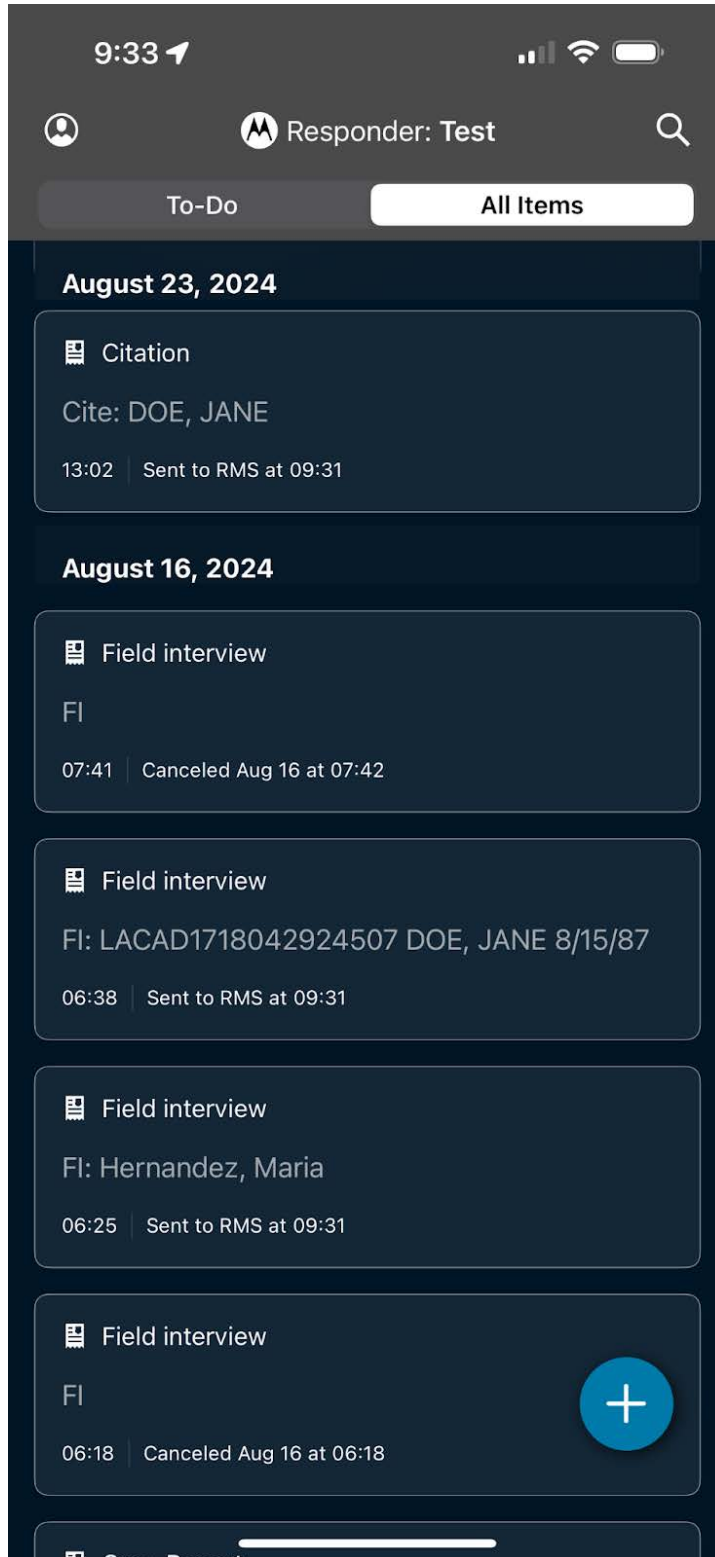 9:33
Responder: Test
To-Do All Items
August 23, 2024
Citation
Cite: DOE, JANE
13:02 Sent to RMS at 09:31
August 16, 2024
Field interview
FI
07:41 Canceled Aug 16 at 07:42
Field interview
FI: LACAD1718042924507 DOE, JANE 8/15/87
06:38 Sent to RMS at 09:31
Field interview
FI: Hernandez, Maria
06:25 Sent to RMS at 09:31
Field interview
FI
06:18 Canceled Aug 16 at 06:18